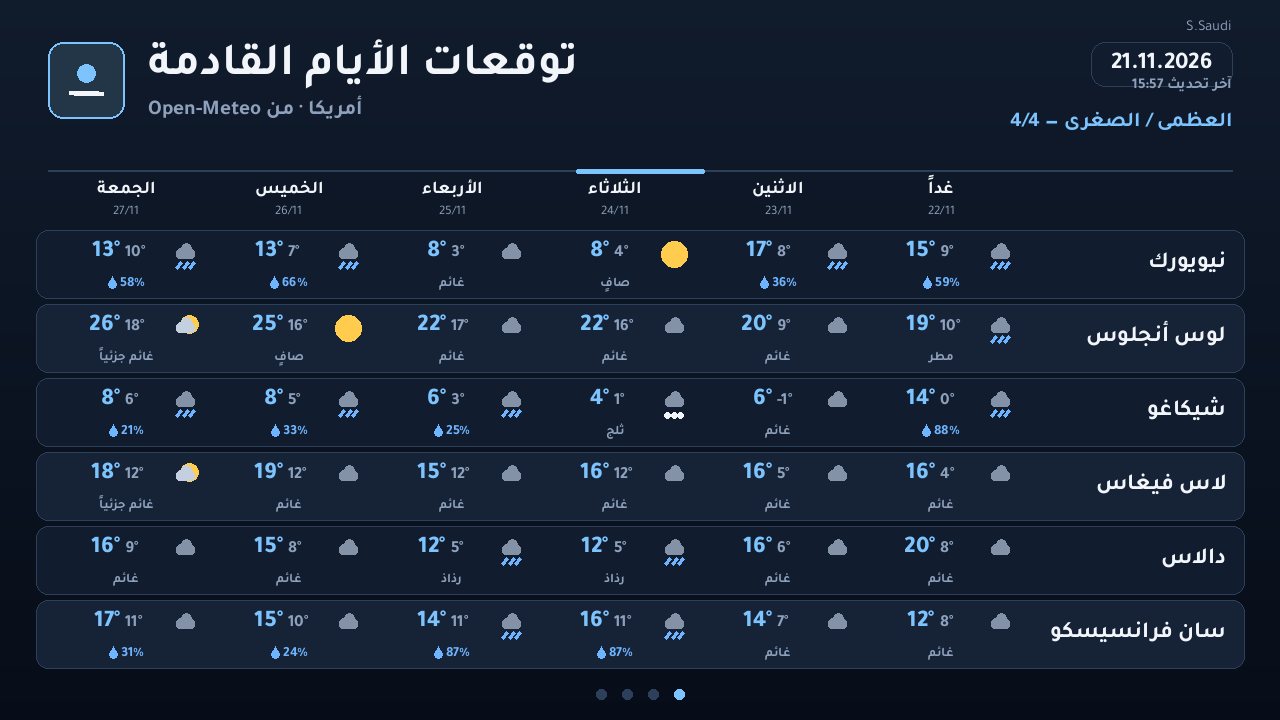 S.Saudi
توقعات الأيام القادمة
21.11.2026
آخر تحديث 15:57
أمريكا · من Open-Meteo
العظمى / الصغرى – 4/4
غداً الاثنين الثلاثاء الأربعاء الخميس الجمعة
22/11 23/11 24/11 25/11 26/11 27/11
نيويورك
15° 9° 17° 8° 8° 4° 8° 3° 13° 7° 13° 10°
59% 36% صافٍ غائم 66% 58%
لوس أنجلوس
19° 10° 20° 9° 22° 16° 22° 17° 25° 16° 26° 18°
مطر غائم غائم غائم صافٍ غائم جزئياً
شيكاغو
14° 0° 6° -1° 4° 1° 6° 3° 8° 5° 8° 6°
88% غائم ثلج 25% 33% 21%
لاس فيغاس
16° 4° 16° 5° 16° 12° 15° 12° 19° 12° 18° 12°
غائم غائم غائم غائم غائم غائم جزئياً
دالاس
20° 8° 16° 6° 12° 5° 12° 5° 15° 8° 16° 9°
غائم غائم رذاذ رذاذ غائم غائم
سان فرانسيسكو
12° 8° 14° 7° 16° 11° 14° 11° 15° 10° 17° 11°
غائم غائم 87% 87% 24% 31%